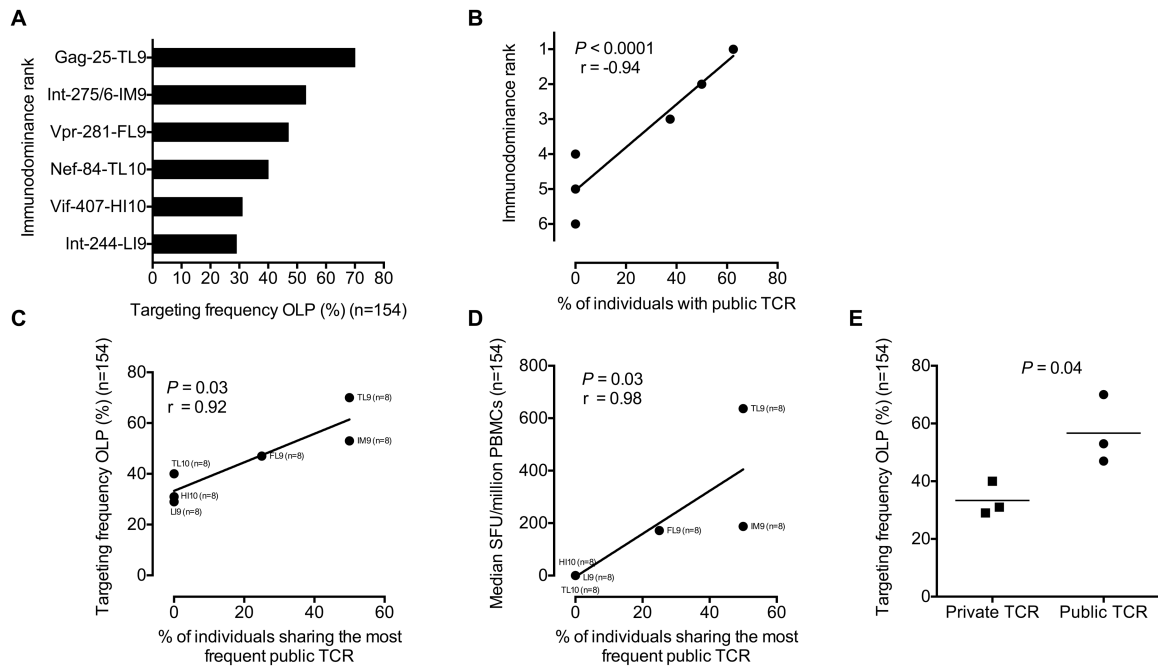 A
Immunodominance rank
Gag-25-TL9
Int-275/6-IM9
Vpr-281-FL9
Nef-84-TL10
Vif-407-HI10
Int-244-LI9
0 10 20 30 40 50 60 70 80
Targeting frequency OLP (%) (n=154)
B
Immunodominance rank
P < 0.0001
r = -0.94
1
2
3
4
5
6
0 20 40 60 80
% of individuals with public TCR
C
Targeting frequency OLP (%) (n=154)
P = 0.03
r = 0.92
80
60
40
20
0
TL9 (n=8)
IM9 (n=8)
FL9 (n=8)
TL10 (n=8)
HI10 (n=8)
LI9 (n=8)
0 20 40 60
% of individuals sharing the most
frequent public TCR
D
Median SFU/million PBMCs (n=154)
P = 0.03
r = 0.98
800
600
400
200
0
TL9 (n=8)
IM9 (n=8)
FL9 (n=8)
HI10 (n=8)
LI9 (n=8)
TL10 (n=8)
0 20 40 60
% of individuals sharing the most
frequent public TCR
E
Targeting frequency OLP (%) (n=154)
P = 0.04
80
60
40
20
0
Private TCR Public TCR